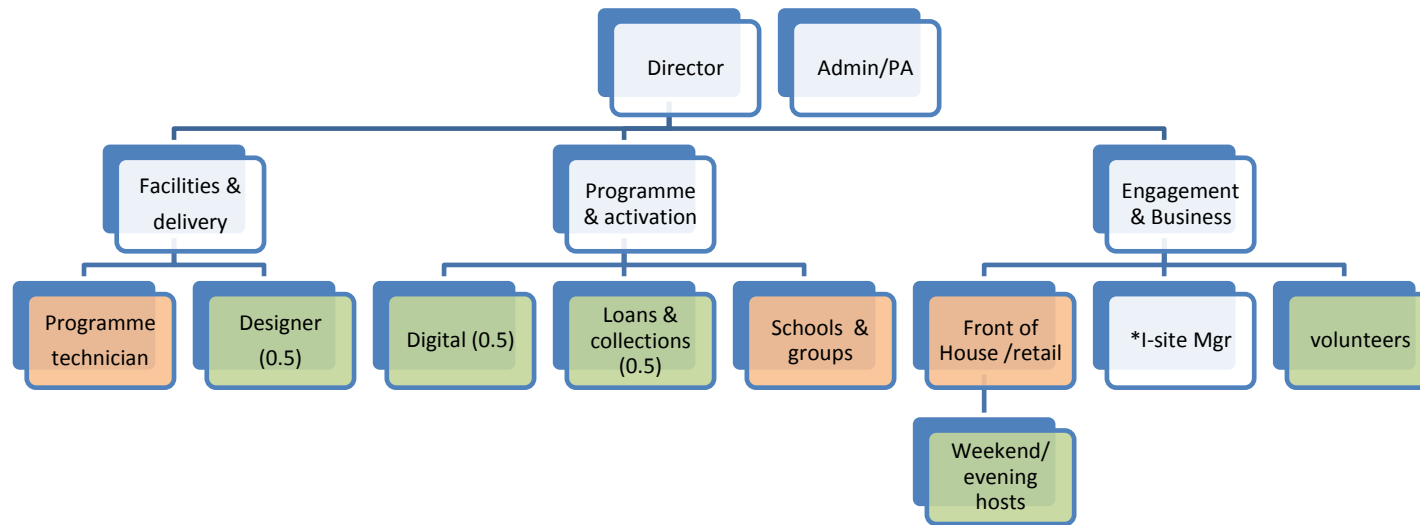 Director
Admin/PA
Facilities &
delivery
Programme
& activation
Engagement
& Business
Programme
technician
Designer
(0.5)
Digital (0.5)
Loans &
collections
(0.5)
Schools &
groups
Front of
House /retail
*I-site Mgr
volunteers
Weekend/
evening
hosts